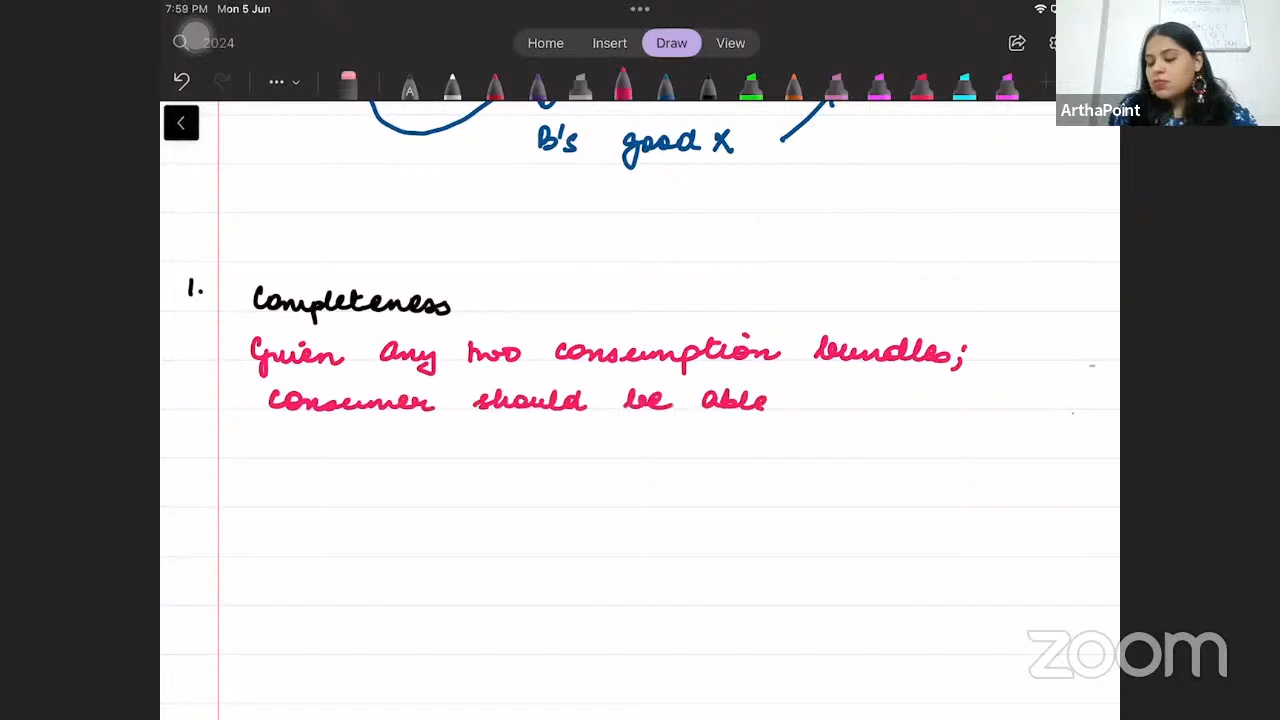 7:59 PM Mon 5 Jun
2024
Home Insert Draw View
A
ArthaPoint
B's good x
1. Completeness
Given any two consumption bundles;
consumer should be able
zoom